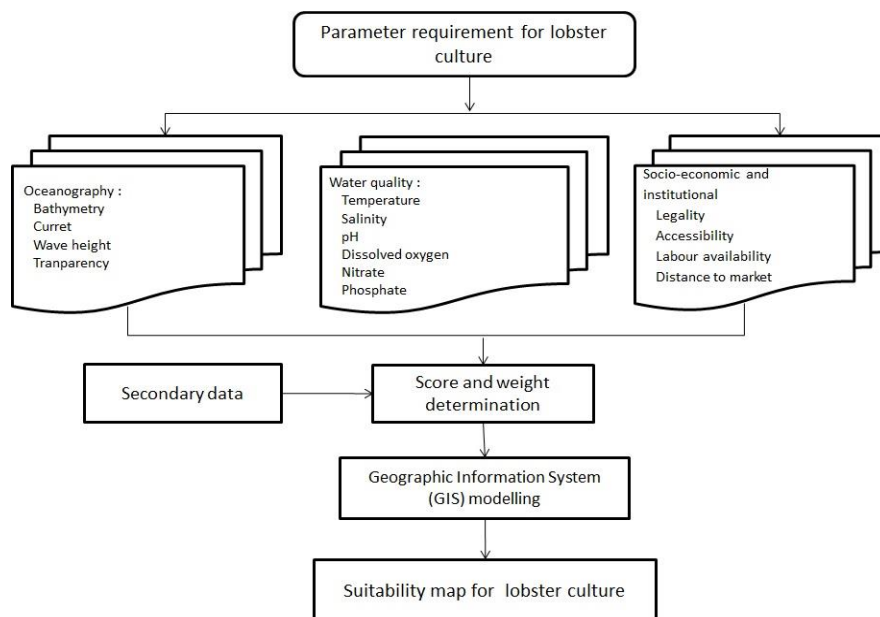 Parameter requirement for lobster
culture
Oceanography :
Bathymetry
Curret
Wave height
Tranparency
Water quality :
Temperature
Salinity
pH
Dissolved oxygen
Nitrate
Phosphate
Socio-economic and
institutional
Legality
Accessibility
Labour availability
Distance to market
Secondary data
Score and weight
determination
Geographic Information System
(GIS) modelling
Suitability map for lobster culture